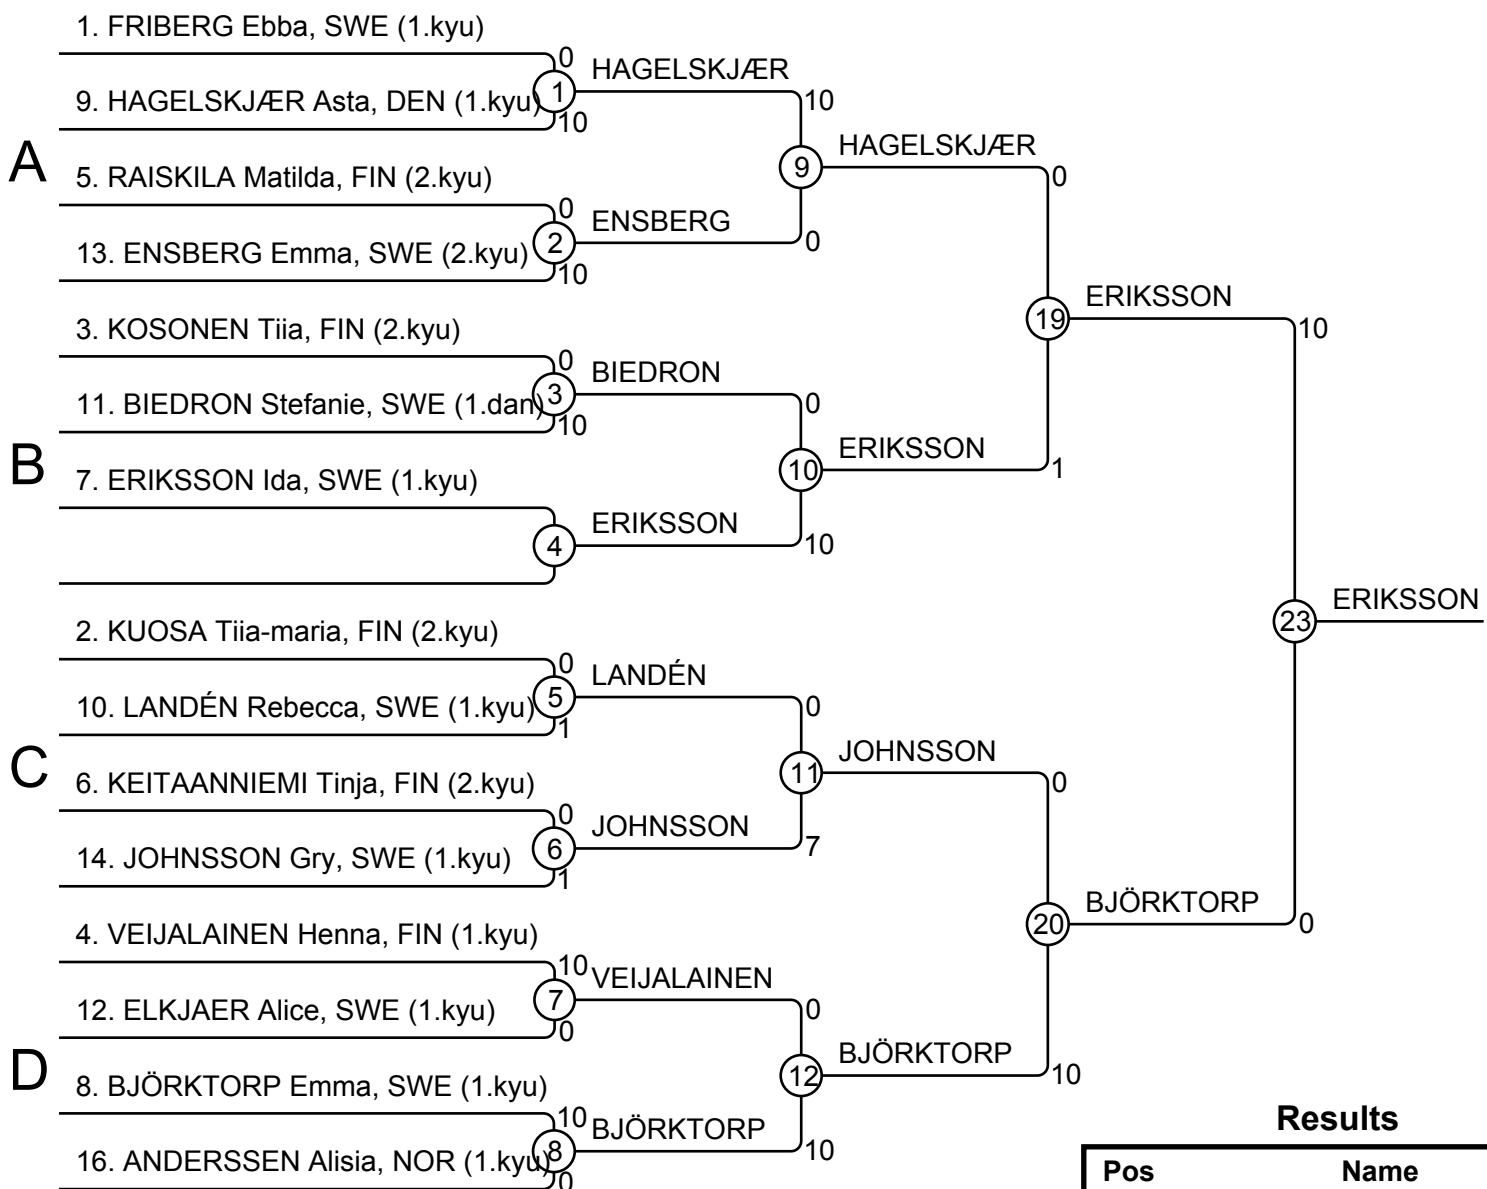 1. FRIBERG Ebba, SWE (1.kyu)
0
HAGELSKJÆR
1
9. HAGELSKJÆR Asta, DEN (1.kyu)
10
10
A
HAGELSKJÆR
9
0
5. RAISKILA Matilda, FIN (2.kyu)
0
ENSBERG
2
0
13. ENSBERG Emma, SWE (2.kyu)
10
ERIKSSON
19
10
3. KOSONEN Tiia, FIN (2.kyu)
0
BIEDRON
3
0
11. BIEDRON Stefanie, SWE (1.dan)
10
B
ERIKSSON
10
1
7. ERIKSSON Ida, SWE (1.kyu)
ERIKSSON
4
10
ERIKSSON
23
2. KUOSA Tiia-maria, FIN (2.kyu)
0
LANDÉN
5
0
10. LANDÉN Rebecca, SWE (1.kyu)
1
C
JOHNSSON
11
0
6. KEITAANNIEMI Tinja, FIN (2.kyu)
0
JOHNSSON
6
7
14. JOHNSSON Gry, SWE (1.kyu)
1
BJÖRKTORP
20
0
4. VEIJALAINEN Henna, FIN (1.kyu)
10
VEIJALAINEN
7
0
12. ELKJAER Alice, SWE (1.kyu)
0
D
BJÖRKTORP
12
10
8. BJÖRKTORP Emma, SWE (1.kyu)
10
BJÖRKTORP
8
10
16. ANDERSSEN Alisia, NOR (1.kyu)
0
Results
Pos Name